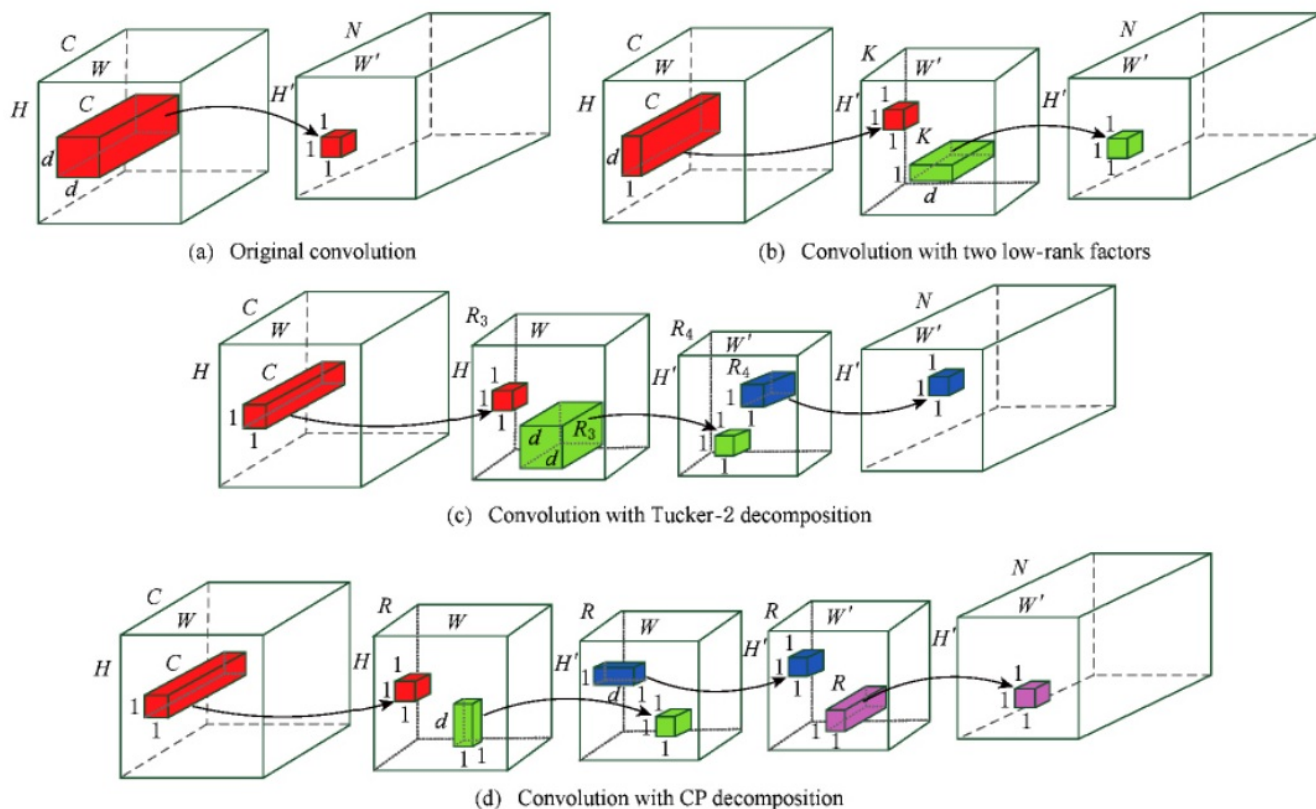 C
W
H
C
d
d
N
W'
H'
1
1
1
(a) Original convolution
C
W
H
C
d
1
K
W'
H'
1
1
1
K
1
d
N
W'
H'
1
1
1
(b) Convolution with two low-rank factors
C
W
H
C
1
1
R₃
W
H
1
1
1
d
R₃
d
R₄
W'
H'
R₄
1
1
1
1
1
N
W'
H'
1
1
1
(c) Convolution with Tucker-2 decomposition
C
W
H
C
1
1
R
W
H
1
1
1
d
1
1
R
W
H'
1
d
1
1
1
1
R
W'
H'
1
1
1
R
1
1
N
W'
H'
1
1
1
(d) Convolution with CP decomposition